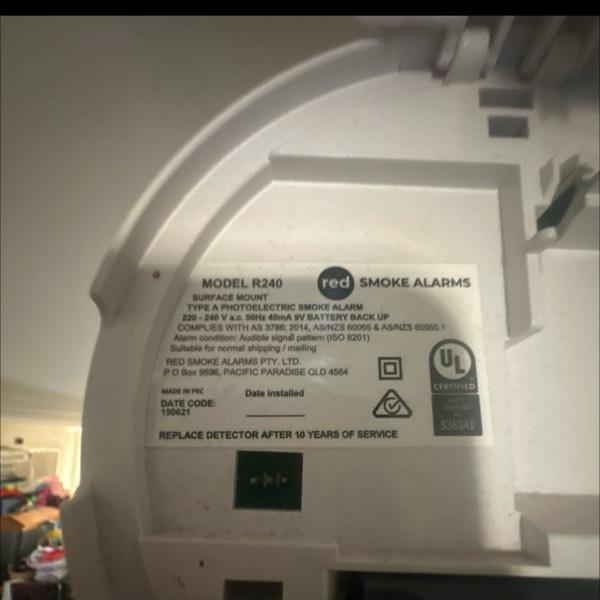 MODEL R240 red SMOKE ALARMS
SURFACE MOUNT
TYPE A PHOTOELECTRIC SMOKE ALARM
220 - 240 V a.c. 50Hz 40mA 9V BATTERY BACK UP
COMPLIES WITH AS 3786: 2014, AS/NZS 60065 & AS/NZS 60950.1
Alarm condition: Audible signal pattern (ISO 8201)
Suitable for normal shipping / mailing
RED SMOKE ALARMS PTY. LTD.
P O Box 9596, PACIFIC PARADISE QLD 4564
UL
CERTIFIED
MADE IN PRC
Date installed
DATE CODE:
150621
S36341
REPLACE DETECTOR AFTER 10 YEARS OF SERVICE